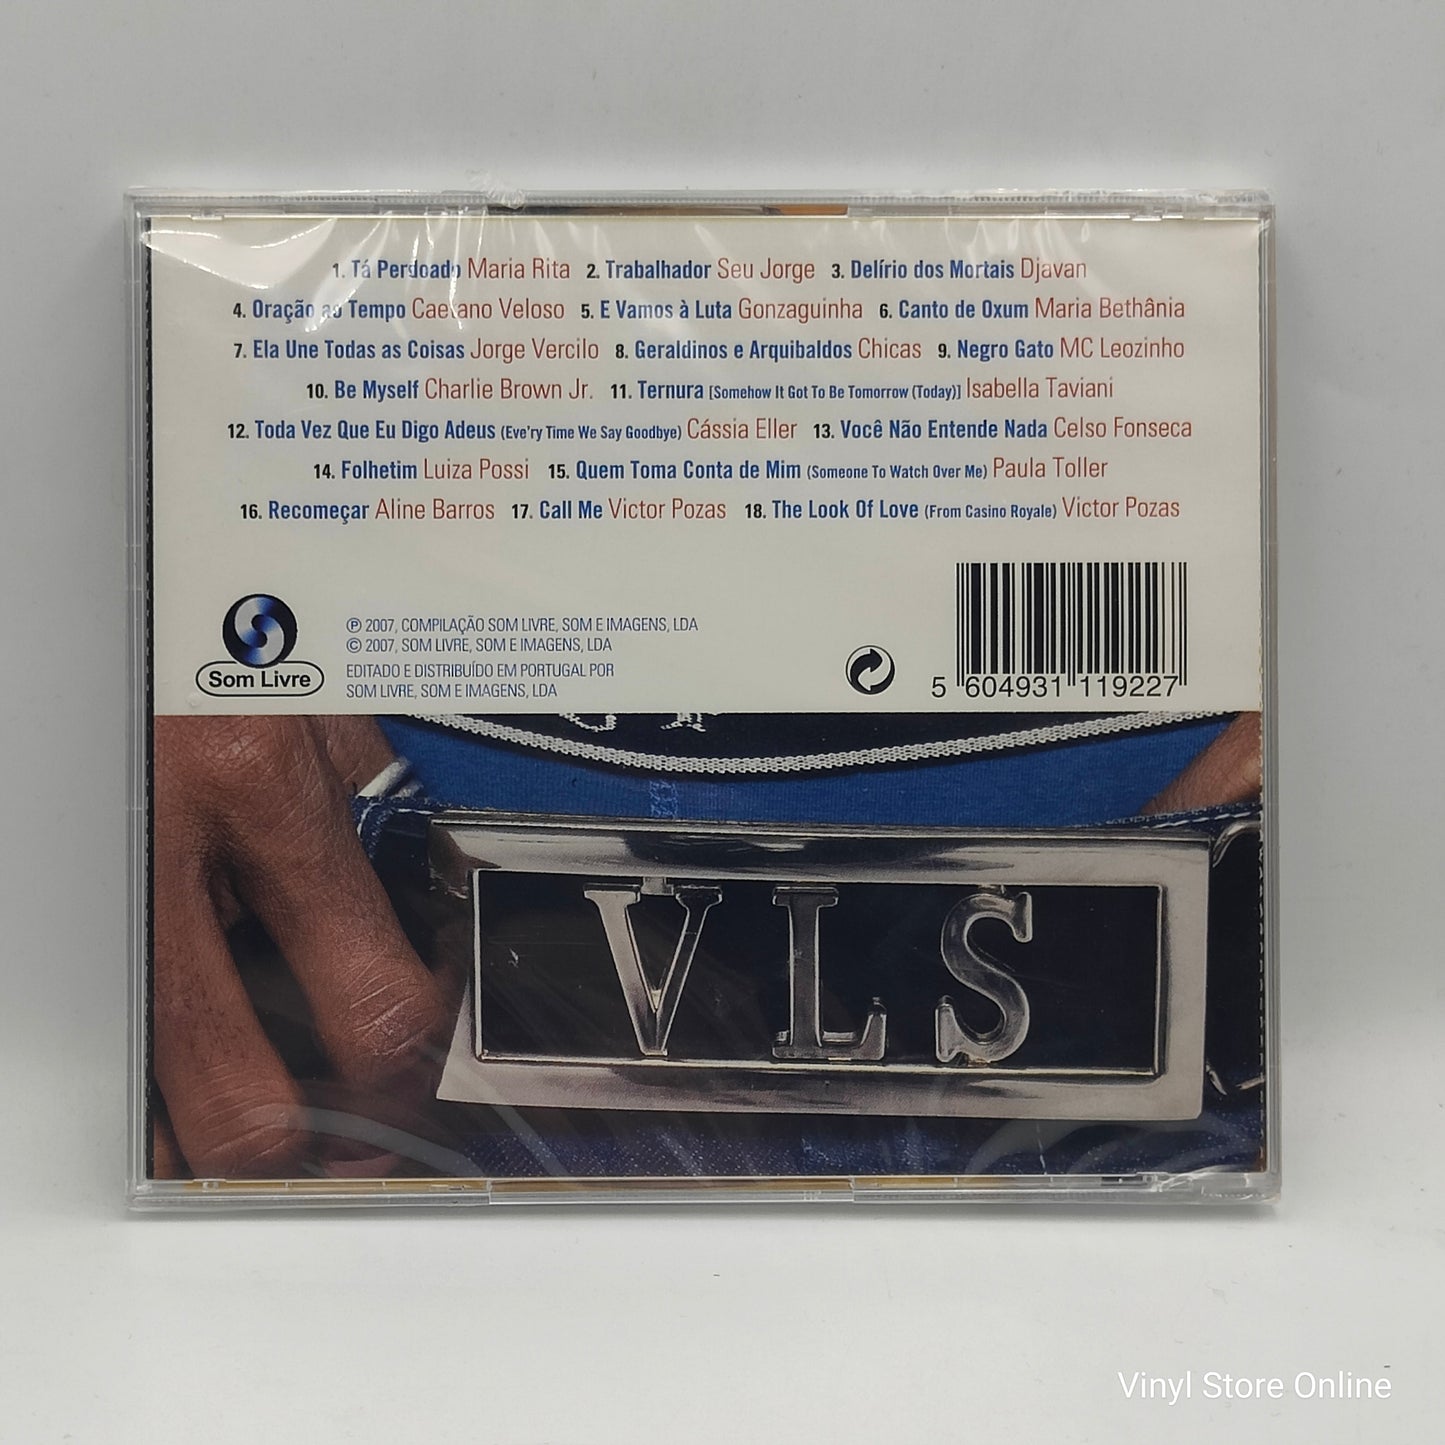 1. Tá Perdoado Maria Rita 2. Trabalhador Seu Jorge 3. Delírio dos Mortais Djavan
4. Oração ao Tempo Caetano Veloso 5. E Vamos à Luta Gonzaguinha 6. Canto de Oxum Maria Bethânia
7. Ela Une Todas as Coisas Jorge Vercilo 8. Geraldinos e Arquibaldos Chicas 9. Negro Gato MC Leozinho
10. Be Myself Charlie Brown Jr. 11. Ternura [Somehow It Got To Be Tomorrow (Today)] Isabella Taviani
12. Toda Vez Que Eu Digo Adeus (Eve'ry Time We Say Goodbye) Cássia Eller 13. Você Não Entende Nada Celso Fonseca
14. Folhetim Luiza Possi 15. Quem Toma Conta de Mim (Someone To Watch Over Me) Paula Toller
16. Recomeçar Aline Barros 17. Call Me Victor Pozas 18. The Look Of Love (From Casino Royale) Victor Pozas
Som Livre
℗ 2007, COMPILAÇÃO SOM LIVRE, SOM E IMAGENS, LDA
© 2007, SOM LIVRE, SOM E IMAGENS, LDA
EDITADO E DISTRIBUÍDO EM PORTUGAL POR
SOM LIVRE, SOM E IMAGENS, LDA
5 604931 119227
VLS
Vinyl Store Online